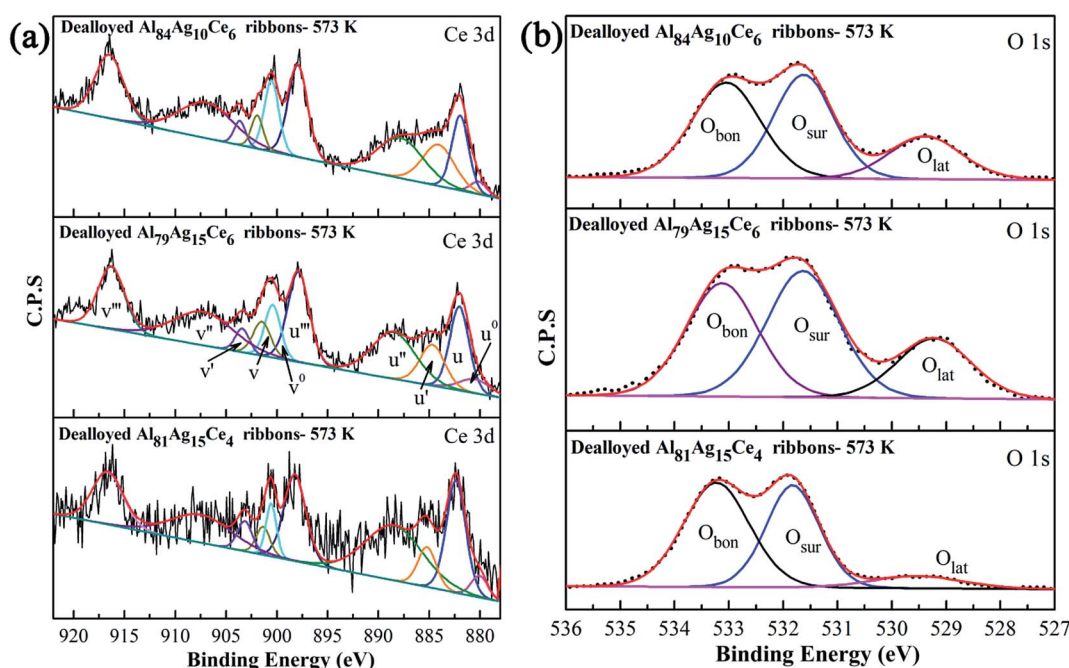 (a)
Dealloyed Al84Ag10Ce6 ribbons- 573 K
Ce 3d
Dealloyed Al79Ag15Ce6 ribbons- 573 K
Ce 3d
v''' v'' v' v v⁰ u''' u'' u' u u⁰
Dealloyed Al81Ag15Ce4 ribbons- 573 K
Ce 3d
C.P.S
920 915 910 905 900 895 890 885 880
Binding Energy (eV)
(b)
Dealloyed Al84Ag10Ce6 ribbons- 573 K
O 1s
Obon Osur Olat
Dealloyed Al79Ag15Ce6 ribbons- 573 K
O 1s
Obon Osur Olat
Dealloyed Al81Ag15Ce4 ribbons- 573 K
O 1s
Obon Osur Olat
C.P.S
536 535 534 533 532 531 530 529 528 527
Binding Energy (eV)